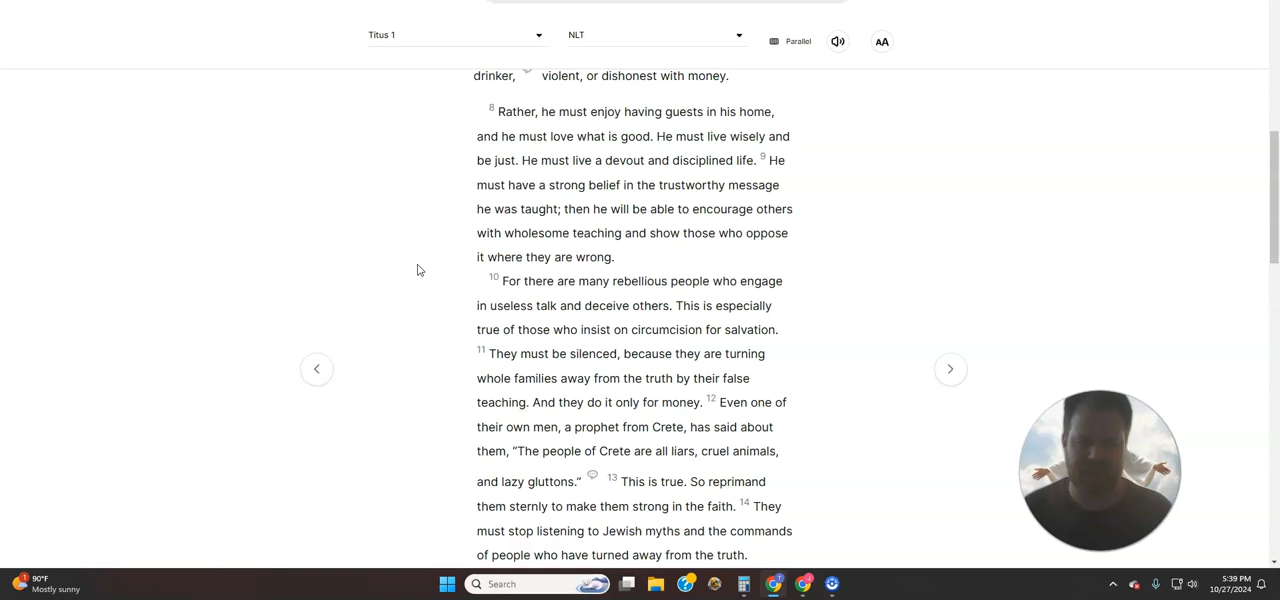 Titus 1
NLT
Parallel
AA
drinker, violent, or dishonest with money.
8 Rather, he must enjoy having guests in his home,
and he must love what is good. He must live wisely and
be just. He must live a devout and disciplined life. 9 He
must have a strong belief in the trustworthy message
he was taught; then he will be able to encourage others
with wholesome teaching and show those who oppose
it where they are wrong.
10 For there are many rebellious people who engage
in useless talk and deceive others. This is especially
true of those who insist on circumcision for salvation.
11 They must be silenced, because they are turning
whole families away from the truth by their false
teaching. And they do it only for money. 12 Even one of
their own men, a prophet from Crete, has said about
them, “The people of Crete are all liars, cruel animals,
and lazy gluttons.” 13 This is true. So reprimand
them sternly to make them strong in the faith. 14 They
must stop listening to Jewish myths and the commands
of people who have turned away from the truth.
1
90°F
Mostly sunny
Search
5:39 PM
10/27/2024